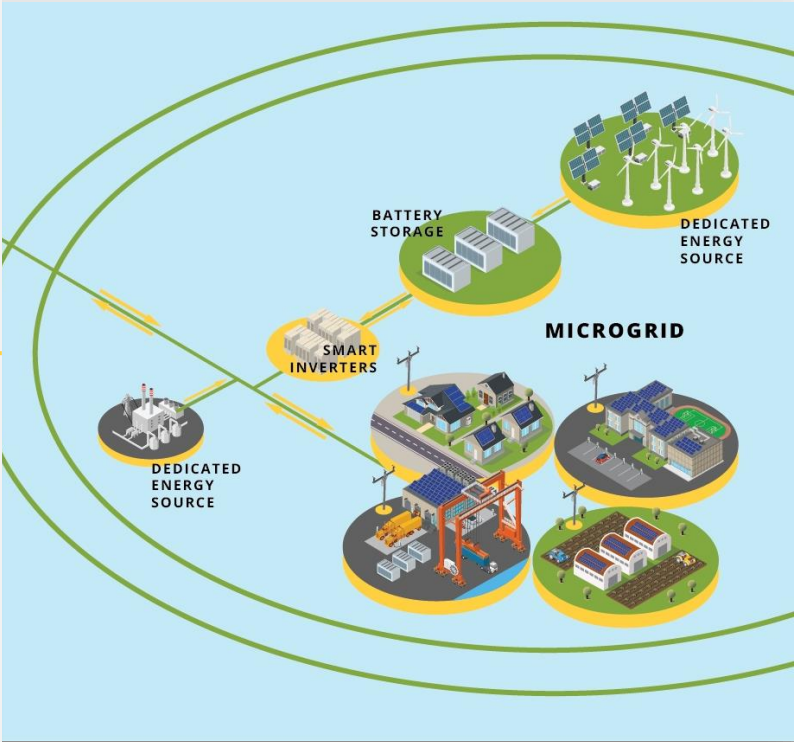 BATTERY
STORAGE
DEDICATED
ENERGY
SOURCE
MICROGRID
SMART
INVERTERS
DEDICATED
ENERGY
SOURCE